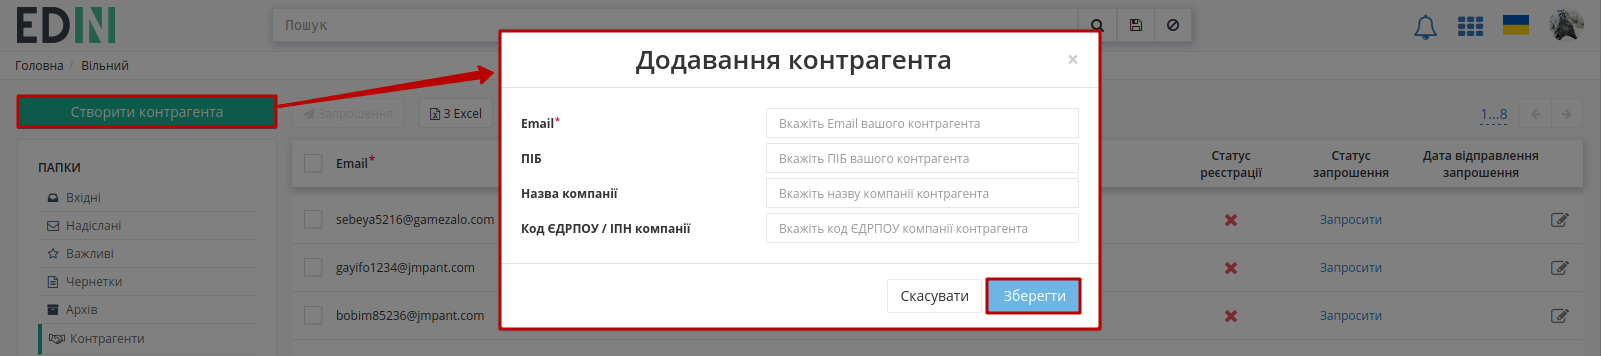 EDIN
Пошук
Головна / Вільний
Створити контрагента
Запрошення
З Excel
1...8
ПАПКИ
Вхідні
Надіслані
Важливі
Чернетки
Архів
Контрагенти
Email*
Статус реєстрації
Статус запрошення
Дата відправлення запрошення
sebeya5216@gamezalo.com
Запросити
gayifo1234@jmpant.com
Запросити
bobim85236@jmpant.com
Запросити
Додавання контрагента
×
Email*
Вкажіть Email вашого контрагента
ПІБ
Вкажіть ПІБ вашого контрагента
Назва компанії
Вкажіть назву компанії контрагента
Код ЄДРПОУ / ІПН компанії
Вкажіть код ЄДРПОУ компанії контрагента
Скасувати
Зберегти